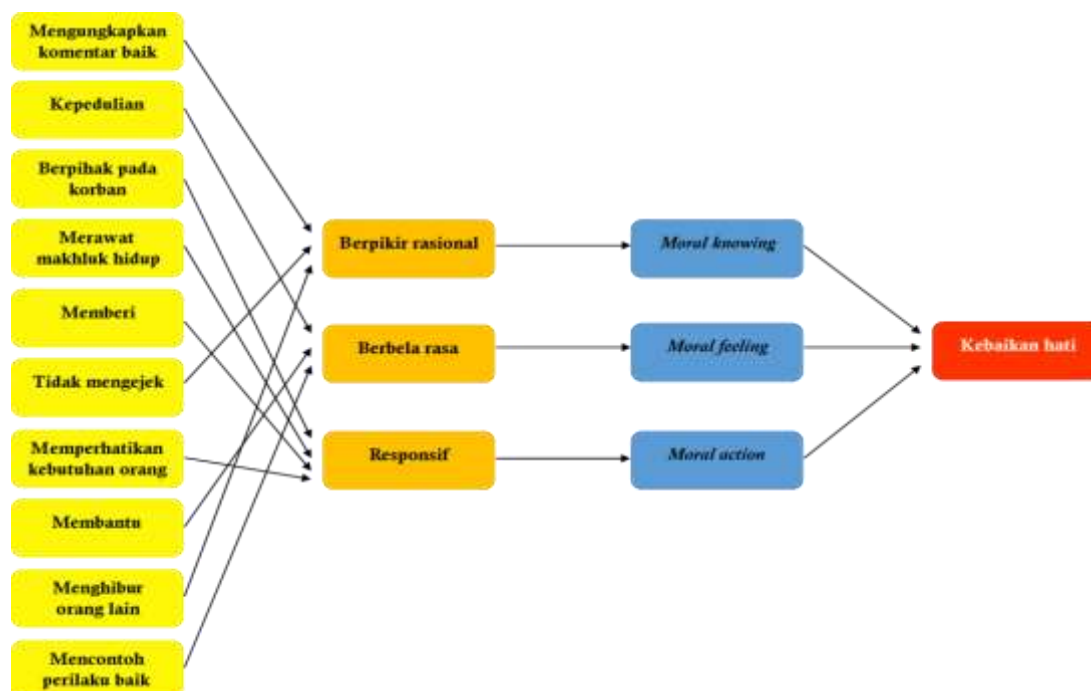 Mengungkapkan
komentar baik
Kepedulian
Berpihak pada
korban
Merawat
makhluk hidup
Memberi
Tidak mengejek
Memperhatikan
kebutuhan orang
Membantu
Menghibur
orang lain
Mencontoh
perilaku baik
Berpikir rasional
Berbela rasa
Responsif
Moral knowing
Moral feeling
Moral action
Kebaikan hati